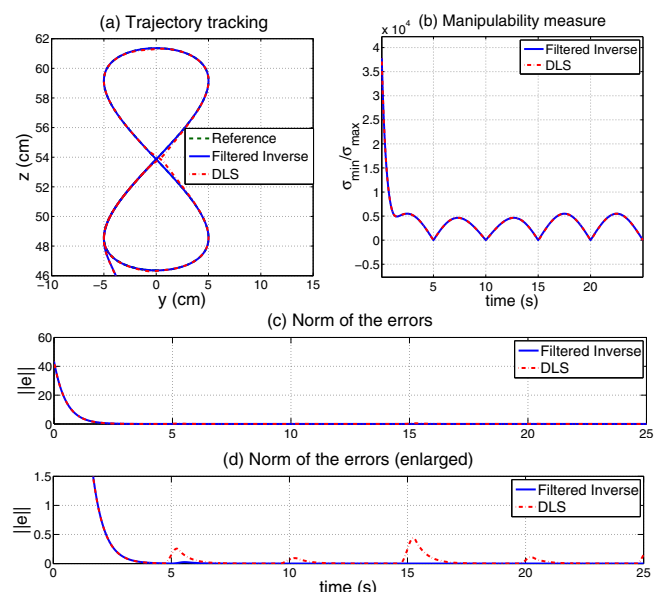 (a) Trajectory tracking
62
60
58
56
54
52
50
48
46
−10
−5
0
5
10
15
z (cm)
y (cm)
Reference
Filtered Inverse
DLS
(b) Manipulability measure
x 10⁴
4
3.5
3
2.5
2
1.5
1
0.5
0
−0.5
5
10
15
20
σmin/σmax
time (s)
Filtered Inverse
DLS
(c) Norm of the errors
60
40
20
0
0
5
10
15
20
25
||e||
Filtered Inverse
DLS
(d) Norm of the errors (enlarged)
1.5
1
0.5
0
0
5
10
15
20
25
||e||
time (s)
Filtered Inverse
DLS